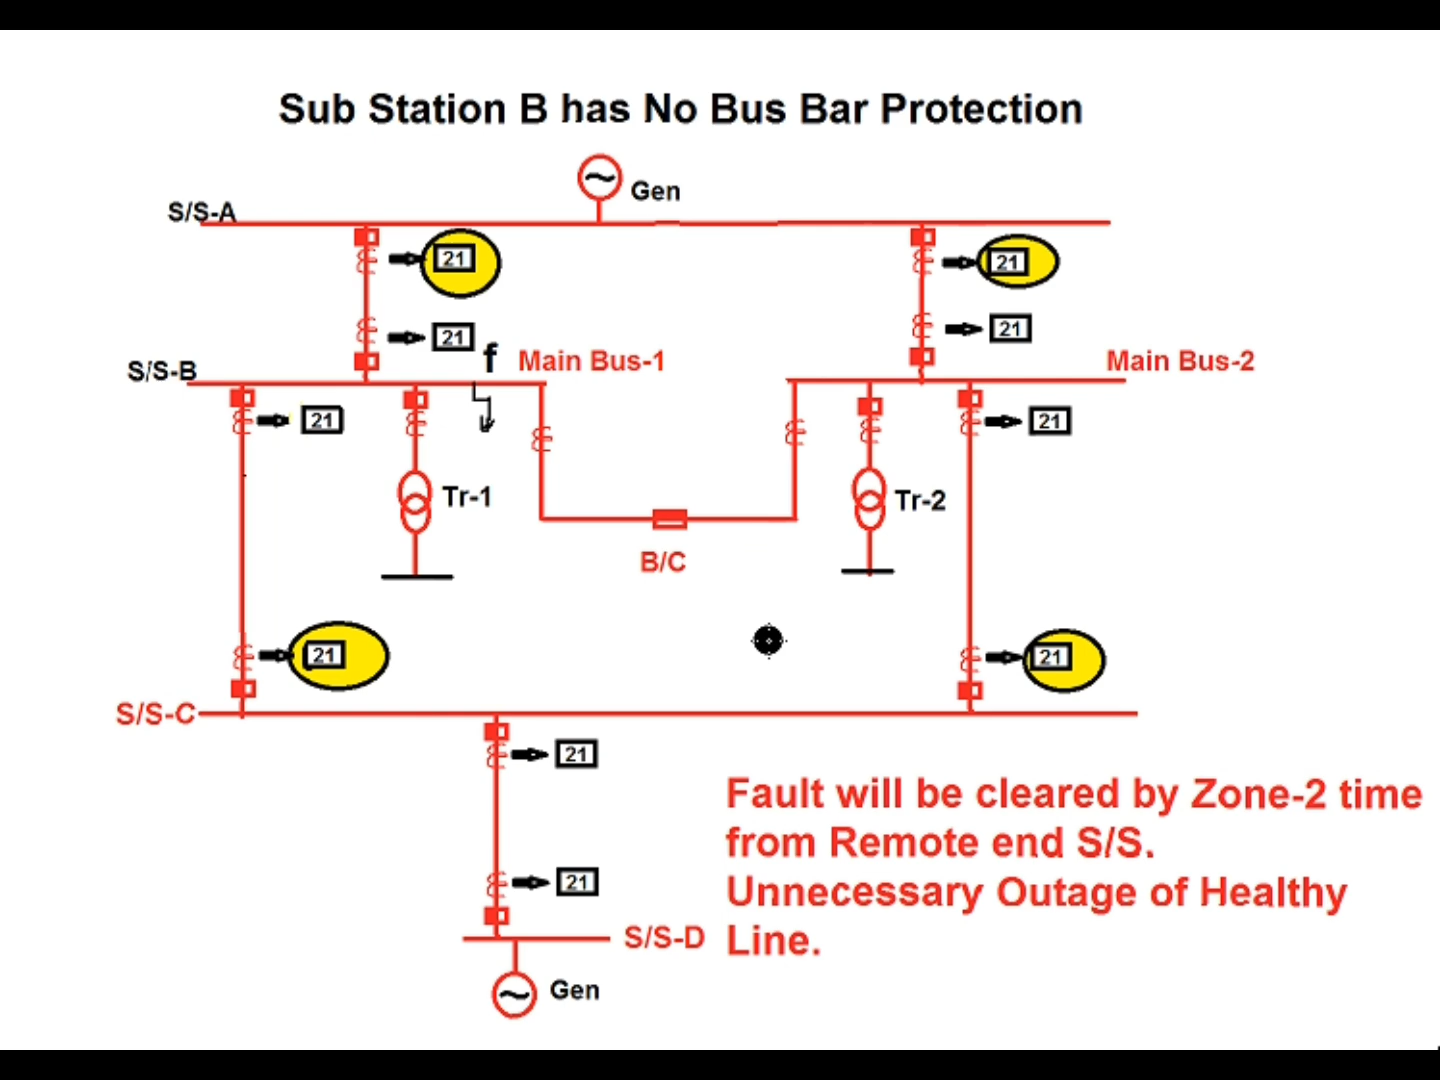 Sub Station B has No Bus Bar Protection
Gen
S/S-A
21
21
21
21
f
Main Bus-1
Main Bus-2
S/S-B
21
21
Tr-1
Tr-2
B/C
21
21
S/S-C
21
Fault will be cleared by Zone-2 time
from Remote end S/S.
21
Unnecessary Outage of Healthy
S/S-D
Line.
Gen